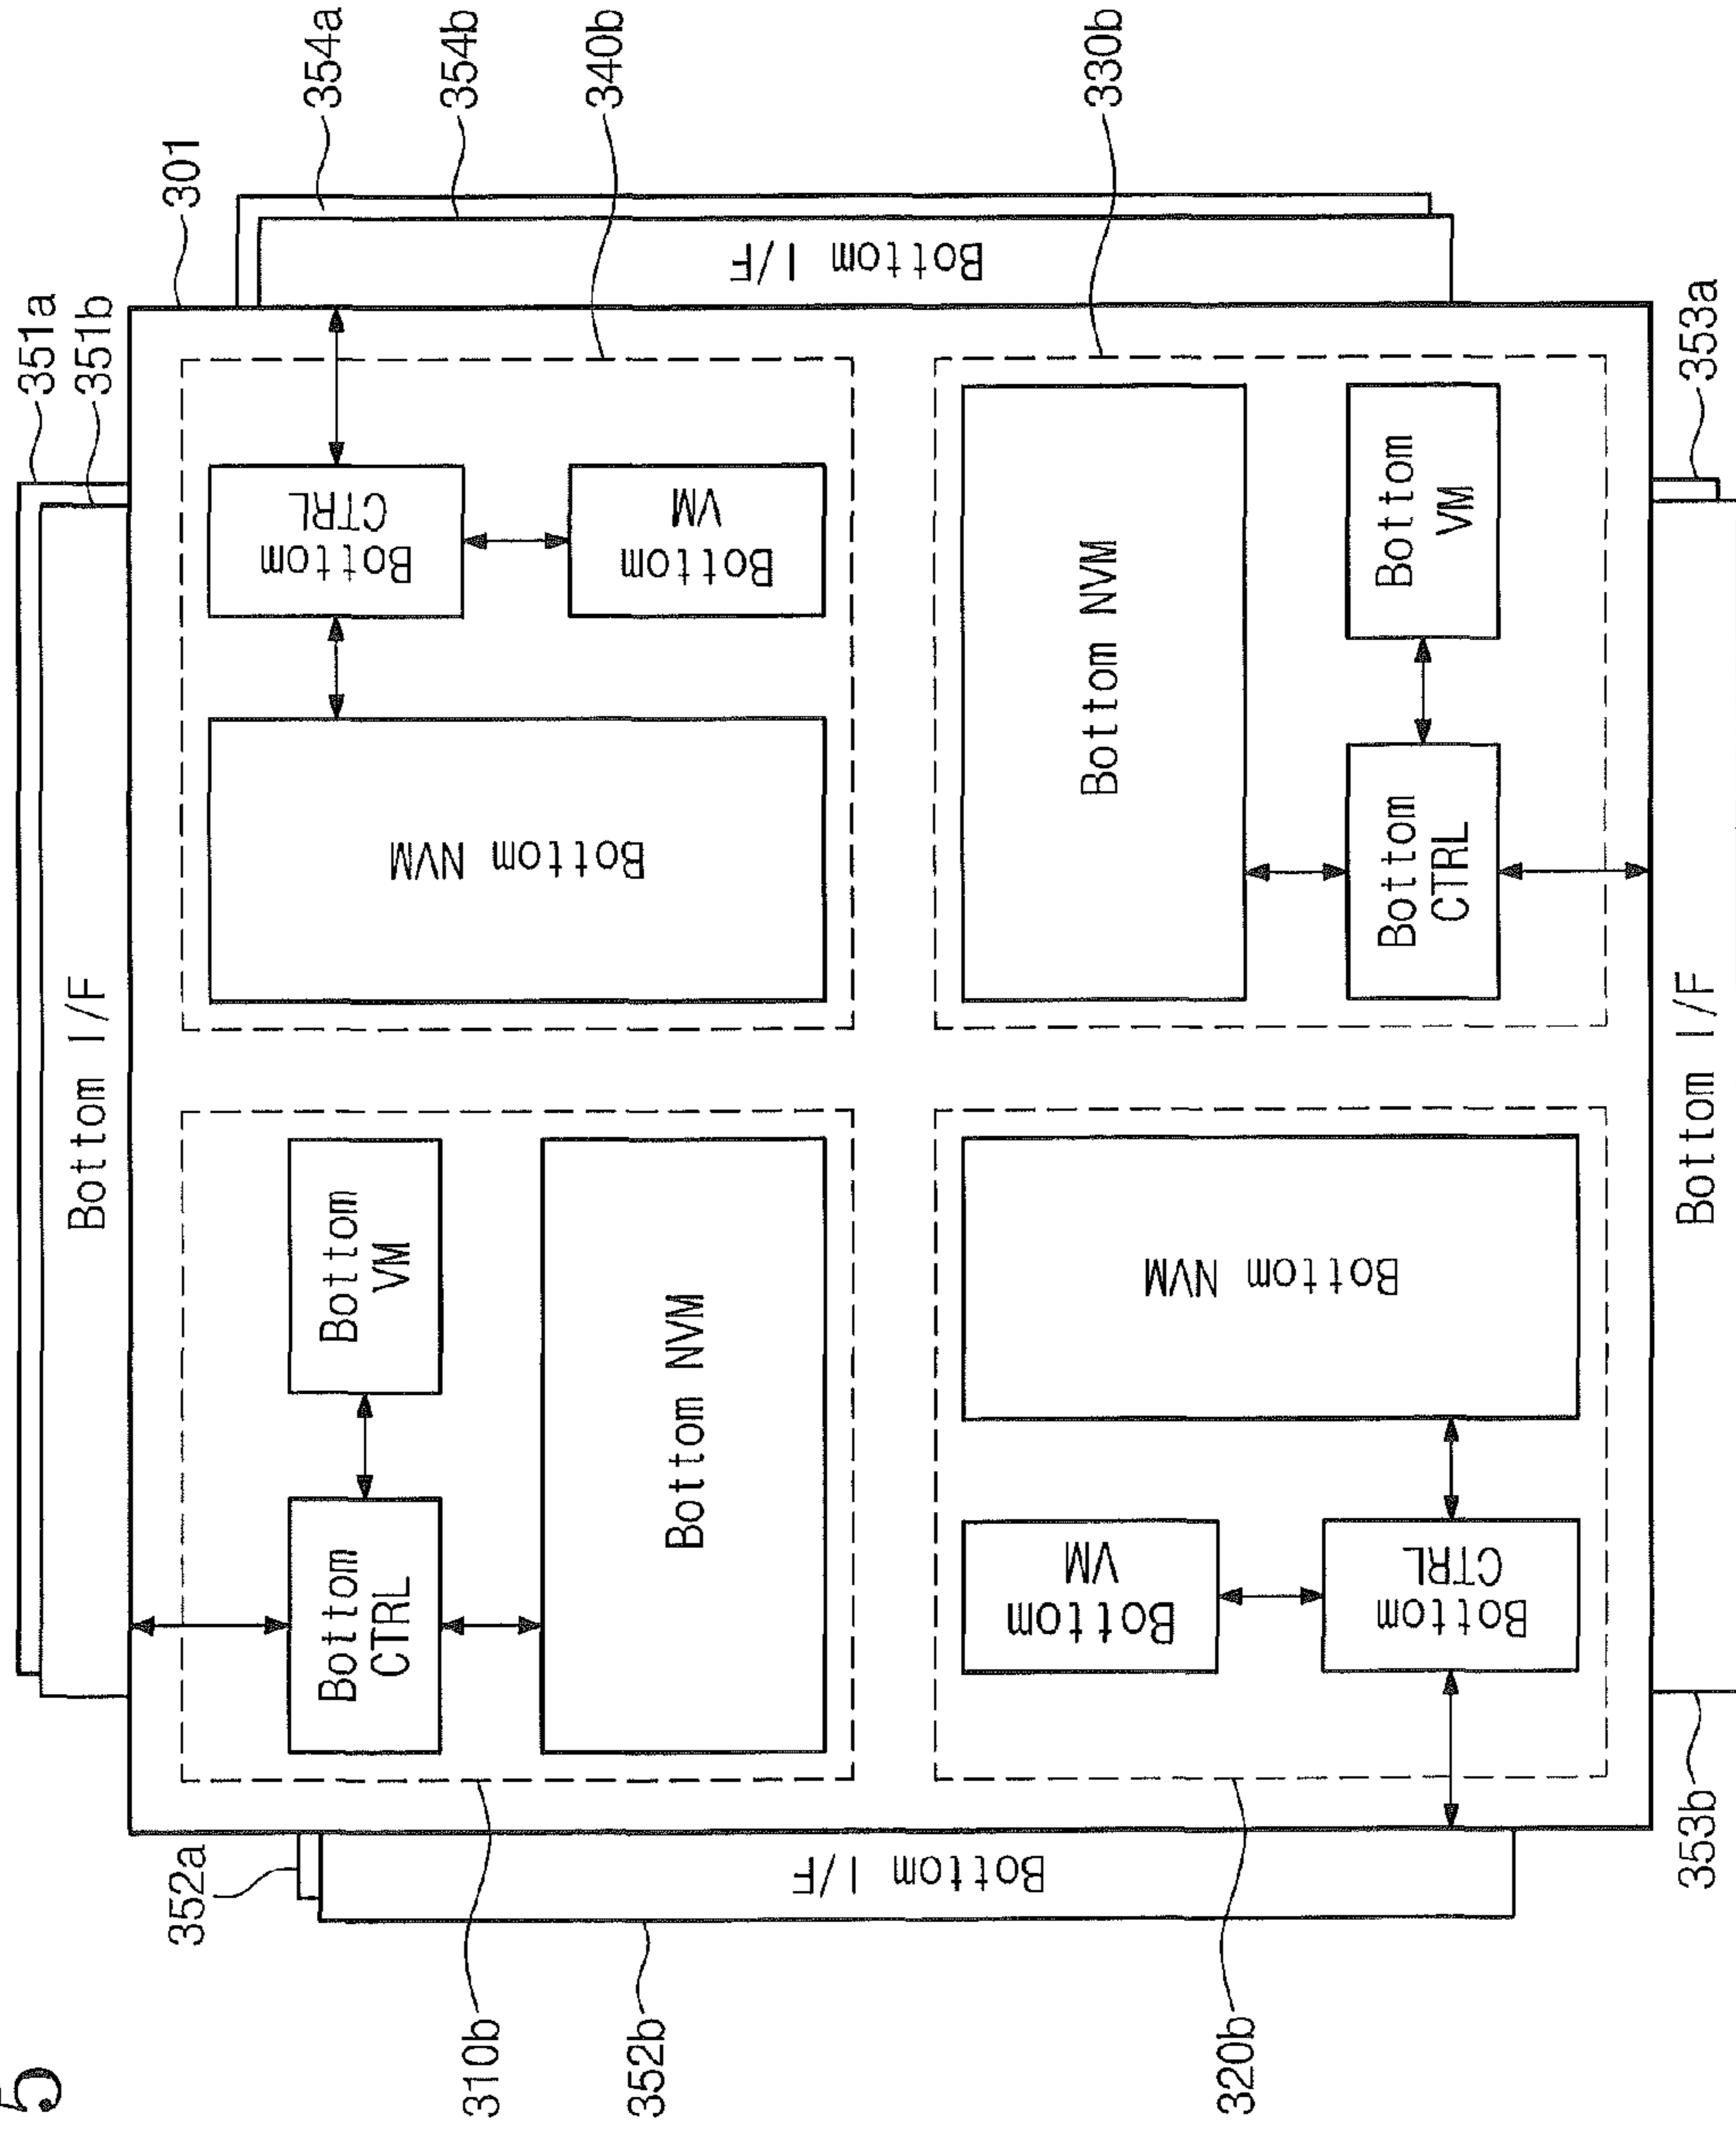 5
351a
351b
301
354a
354b
340b
330b
353a
353b
320b
352b
310b
352a
Bottom I/F
Bottom
CTRL
Bottom
VM
Bottom NVM
Bottom NVM
Bottom
CTRL
Bottom
VM
Bottom I/F
Bottom
VM
Bottom
CTRL
Bottom NVM
Bottom NVM
Bottom
CTRL
Bottom
VM
Bottom I/F
Bottom I/F